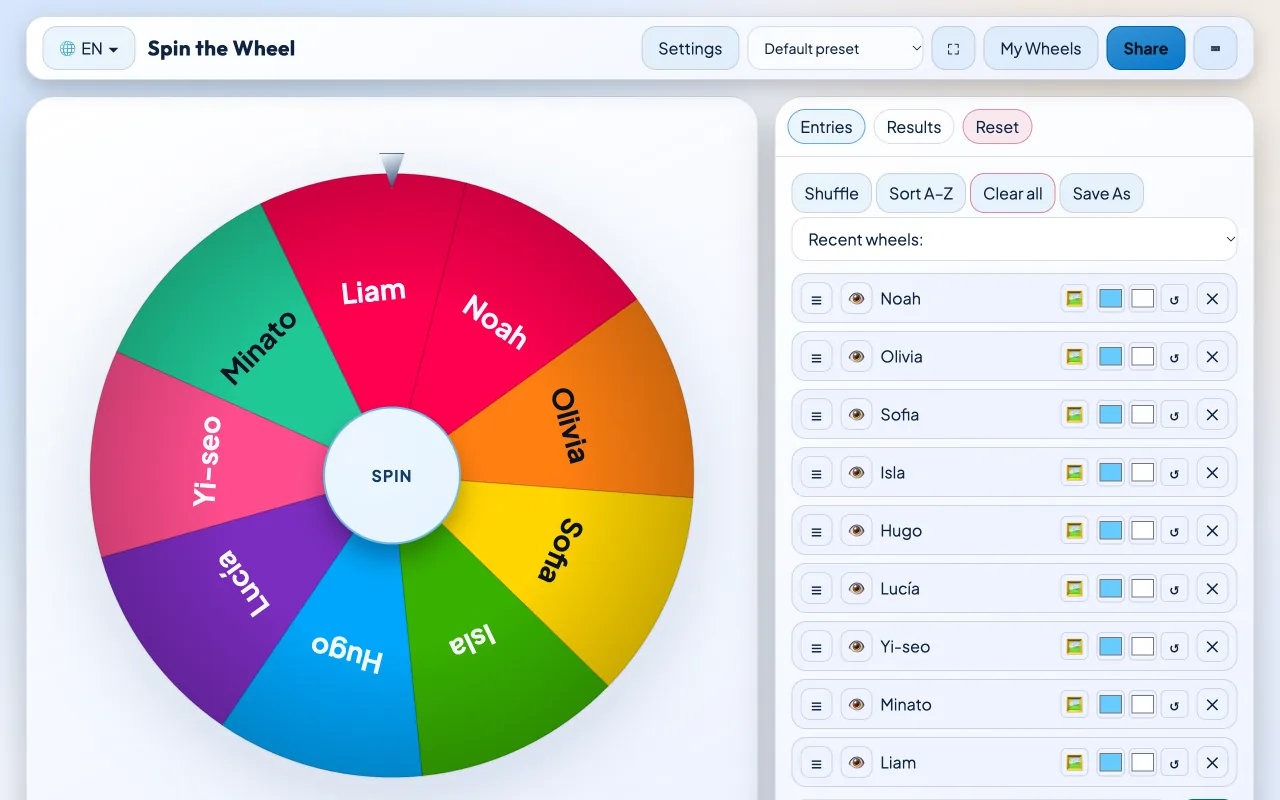 EN
Spin the Wheel
Settings
Default preset
My Wheels
Share
Liam
Noah
Olivia
Sofia
Isla
Hugo
Lucía
Yi-seo
Minato
SPIN
Entries
Results
Reset
Shuffle
Sort A–Z
Clear all
Save As
Recent wheels:
Noah
Olivia
Sofia
Isla
Hugo
Lucía
Yi-seo
Minato
Liam